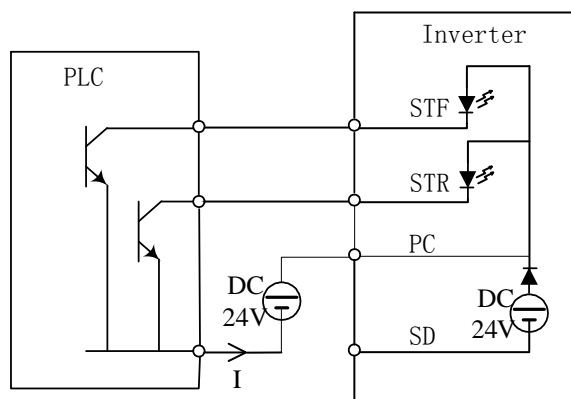 Inverter
PLC
STF
STR
PC
DC
24V
DC
24V
SD
I